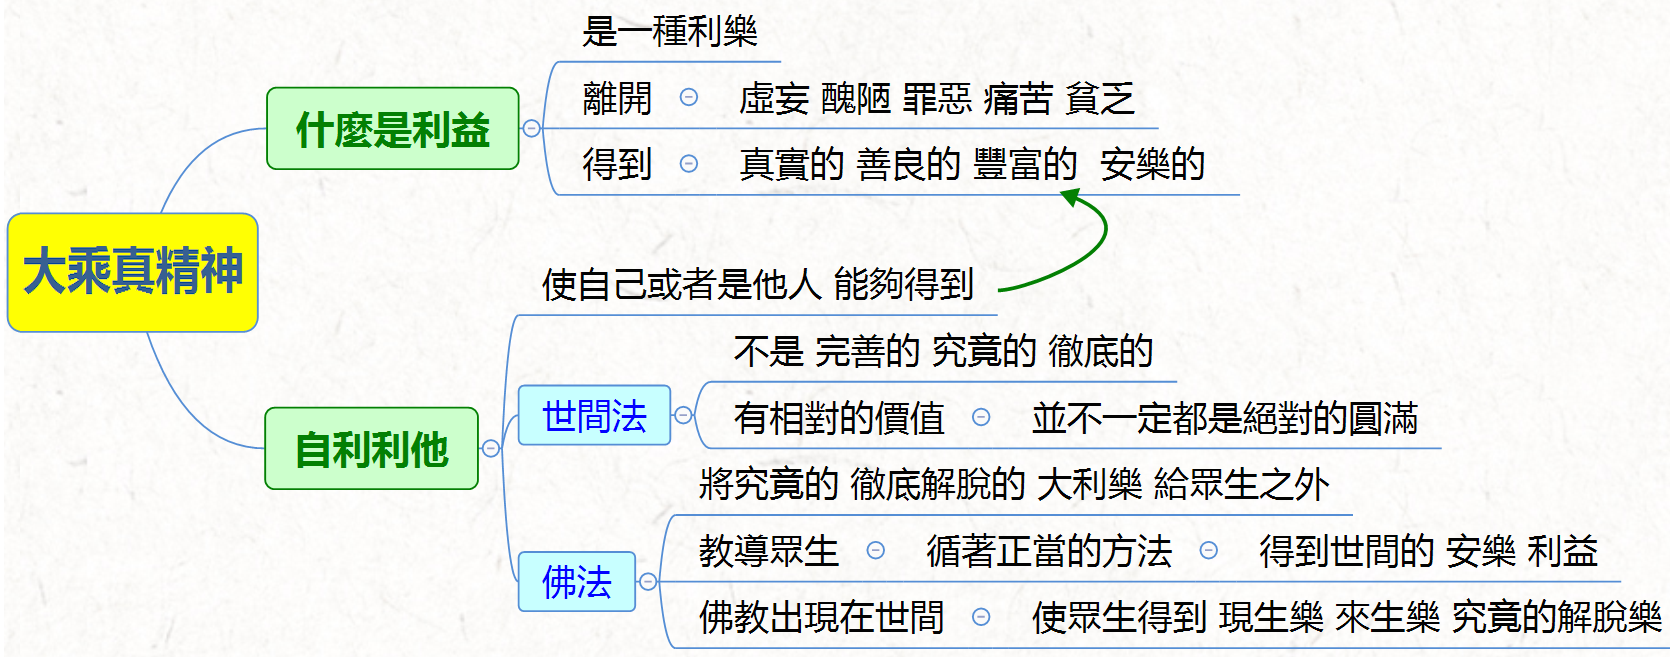 大乘真精神
什麼是利益
是一種利樂
離開 虛妄 醜陋 罪惡 痛苦 貧乏
得到 真實的 善良的 豐富的 安樂的
自利利他
使自己或者是他人 能夠得到
世間法
不是 完善的 究竟的 徹底的
有相對的價值 並不一定都是絕對的圓滿
佛法
將究竟的 徹底解脫的 大利樂 給眾生之外
教導眾生 循著正當的方法 得到世間的 安樂 利益
佛教出現在世間 使眾生得到 現生樂 來生樂 究竟的解脫樂